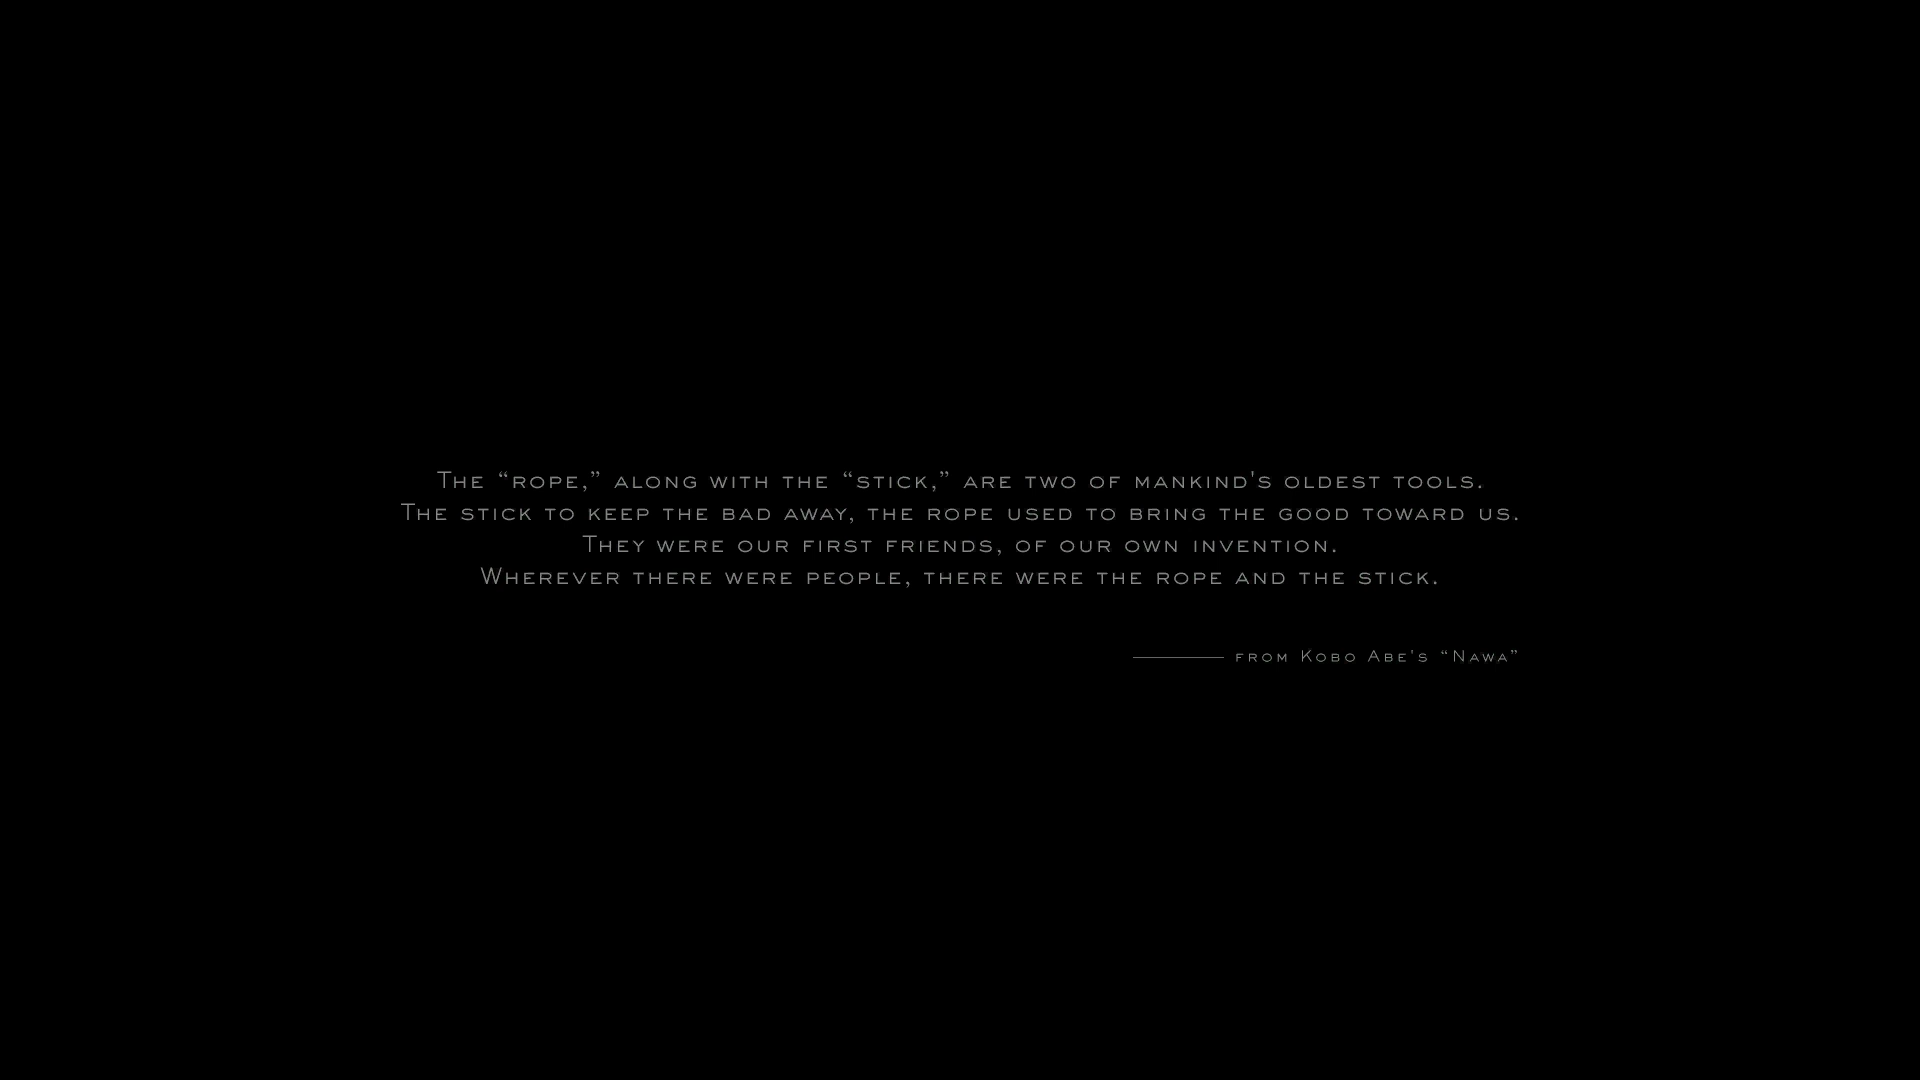 The “rope,” along with the “stick,” are two of mankind's oldest tools.
The stick to keep the bad away, the rope used to bring the good toward us.
They were our first friends, of our own invention.
Wherever there were people, there were the rope and the stick.
from Kobo Abe's “Nawa”